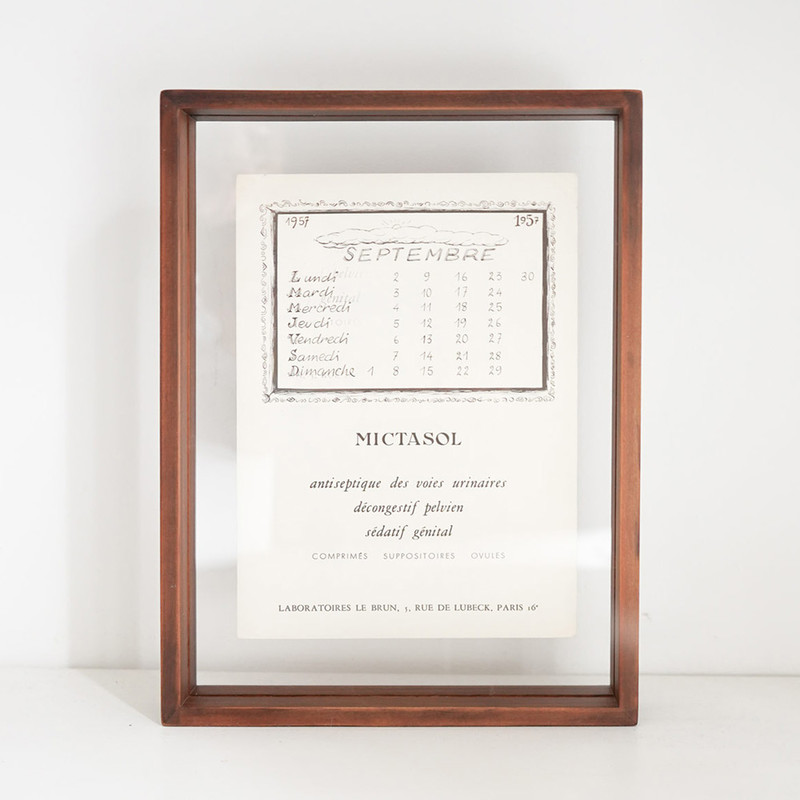 1957 1957
SEPTEMBRE
Lundi 2 9 16 23 30
Mardi 3 10 17 24
Mercredi 4 11 18 25
Jeudi 5 12 19 26
Vendredi 6 13 20 27
Samedi 7 14 21 28
Dimanche 1 8 15 22 29
MICTASOL
antiseptique des voies urinaires
décongestif pelvien
sédatif génital
COMPRIMÉS SUPPOSITOIRES OVULES
LABORATOIRES LE BRUN, 5, RUE DE LUBECK, PARIS 16e